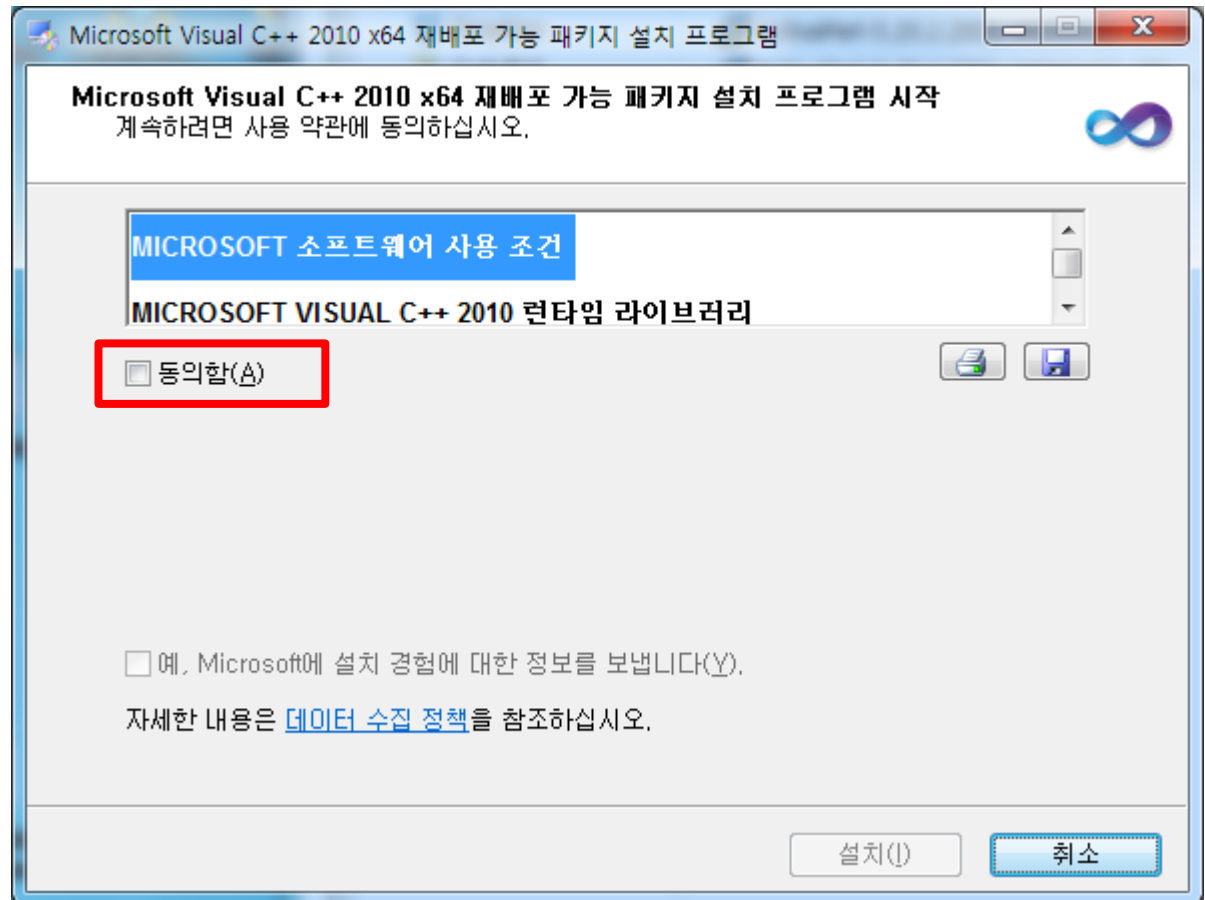 Microsoft Visual C++ 2010 x64 재배포 가능 패키지 설치 프로그램
Microsoft Visual C++ 2010 x64 재배포 가능 패키지 설치 프로그램 시작
계속하려면 사용 약관에 동의하십시오.
MICROSOFT 소프트웨어 사용 조건
MICROSOFT VISUAL C++ 2010 런타임 라이브러리
동의함(A)
예, Microsoft에 설치 경험에 대한 정보를 보냅니다(Y).
자세한 내용은 데이터 수집 정책을 참조하십시오.
설치(I) 취소